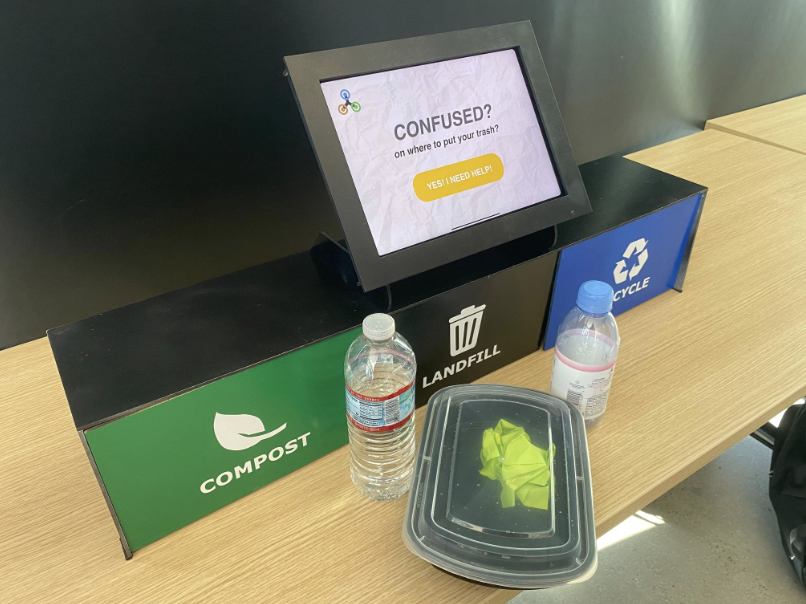 CONFUSED?
on where to put your trash?
YES! I NEED HELP!
COMPOST
LANDFILL
CYCLE